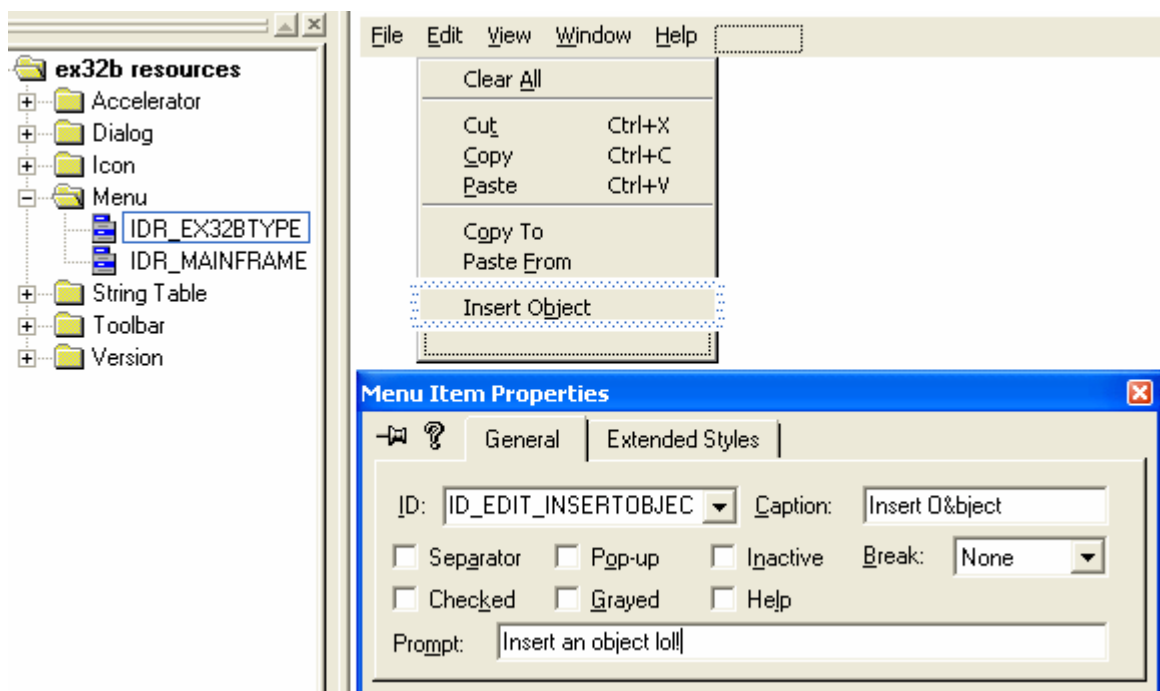 ex32b resources
Accelerator
Dialog
Icon
Menu
IDR_EX32BTYPE
IDR_MAINFRAME
String Table
Toolbar
Version
File Edit View Window Help
Clear All
Cut Ctrl+X
Copy Ctrl+C
Paste Ctrl+V
Copy To
Paste From
Insert Object
Menu Item Properties
General Extended Styles
ID: ID_EDIT_INSERTOBJEC Caption: Insert O&bject
Separator Pop-up Inactive Break: None
Checked Grayed Help
Prompt: Insert an object lol!